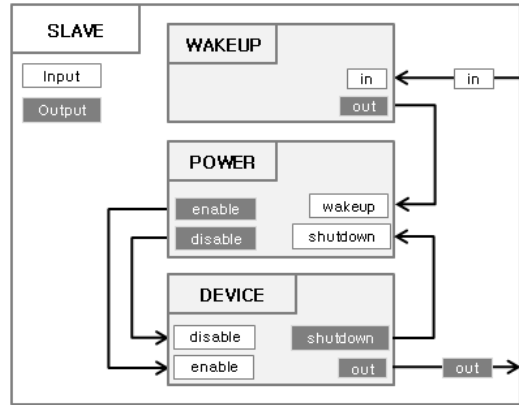 SLAVE
Input
Output
WAKEUP
in
in
out
POWER
enable
wakeup
disable
shutdown
DEVICE
disable
shutdown
enable
out
out